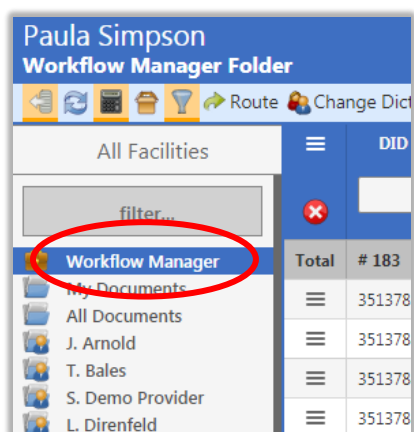 Paula Simpson
Workflow Manager Folder
Route Change Dict
All Facilities
DID
filter...
Workflow Manager
Total # 183
My Documents
351378
All Documents
J. Arnold
351378
T. Bales
351378
S. Demo Provider
L. Direnfeld
351378